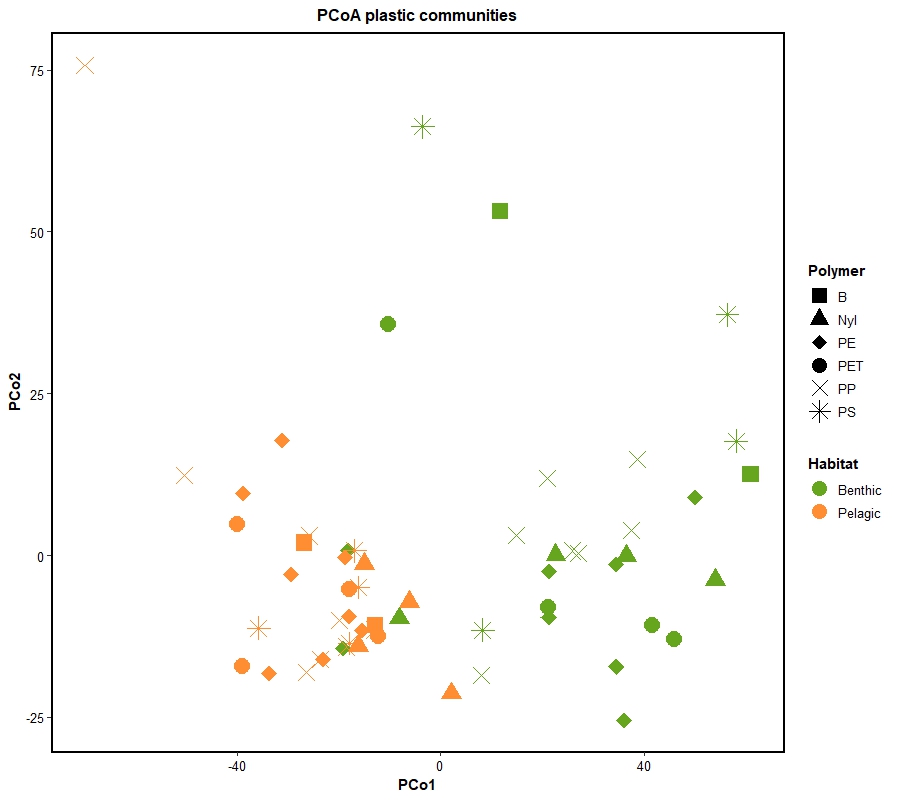 PCoA plastic communities
75
50
25
0
-25
PCo2
-40
0
40
PCo1
Polymer
B
Nyl
PE
PET
PP
PS
Habitat
Benthic
Pelagic